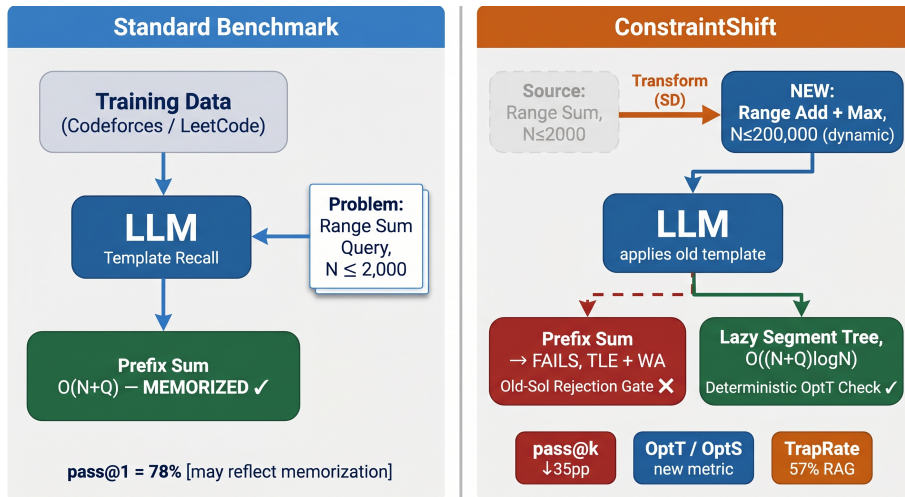 Standard Benchmark
Training Data
(Codeforces / LeetCode)
LLM
Template Recall
Problem:
Range Sum
Query,
N ≤ 2,000
Prefix Sum
O(N+Q) — MEMORIZED ✓
pass@1 = 78% [may reflect memorization]
ConstraintShift
Source:
Range Sum,
N≤2000
Transform
(SD)
NEW:
Range Add + Max,
N≤200,000 (dynamic)
LLM
applies old template
Prefix Sum
→ FAILS, TLE + WA
Old-Sol Rejection Gate ✕
Lazy Segment Tree,
O((N+Q)logN)
Deterministic OptT Check ✓
pass@k
↓35pp
OptT / OptS
new metric
TrapRate
57% RAG